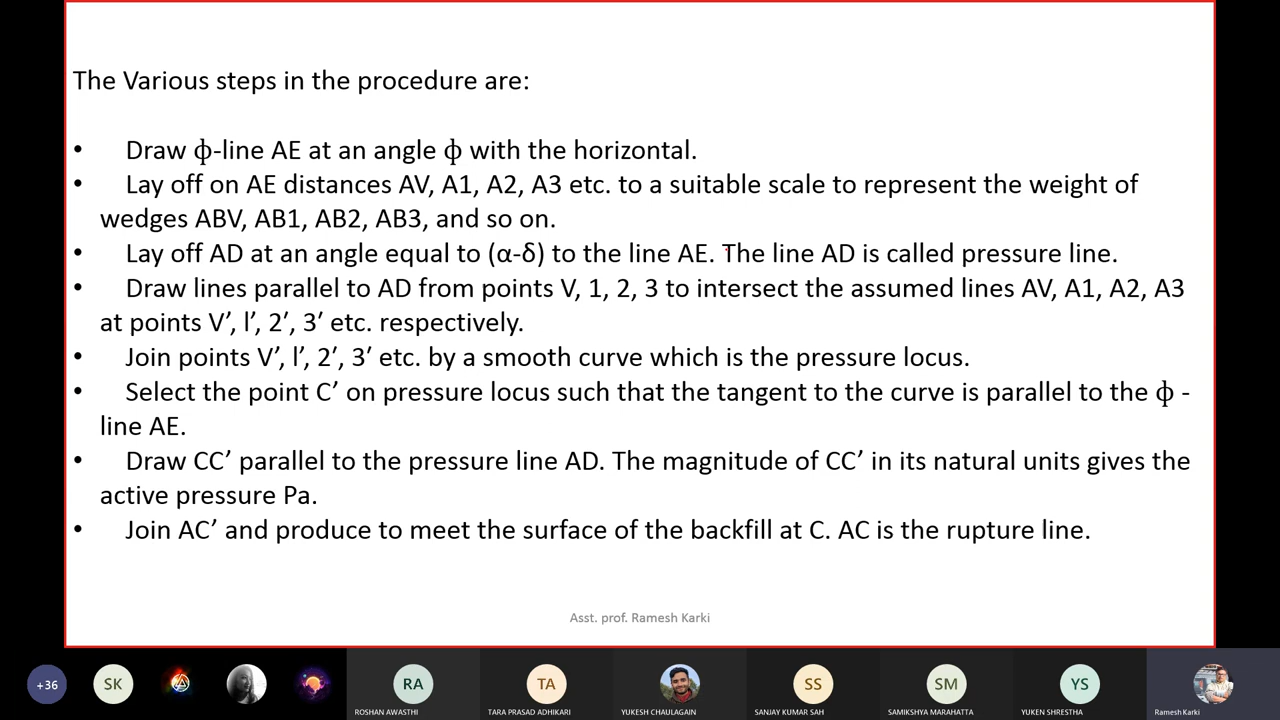 The Various steps in the procedure are:
• Draw ф-line AE at an angle ф with the horizontal.
• Lay off on AE distances AV, A1, A2, A3 etc. to a suitable scale to represent the weight of
wedges ABV, AB1, AB2, AB3, and so on.
• Lay off AD at an angle equal to (α-δ) to the line AE. The line AD is called pressure line.
• Draw lines parallel to AD from points V, 1, 2, 3 to intersect the assumed lines AV, A1, A2, A3
at points V’, l’, 2′, 3′ etc. respectively.
• Join points V’, l’, 2′, 3′ etc. by a smooth curve which is the pressure locus.
• Select the point C’ on pressure locus such that the tangent to the curve is parallel to the ф -
line AE.
• Draw CC’ parallel to the pressure line AD. The magnitude of CC’ in its natural units gives the
active pressure Pa.
• Join AC’ and produce to meet the surface of the backfill at C. AC is the rupture line.
Asst. prof. Ramesh Karki
+36
SK
RA
TA
SS
SM
YS
ROSHAN AWASTHI
TARA PRASAD ADHIKARI
YUKESH CHAULAGAIN
SANJAY KUMAR SAH
SAMIKSHYA MARAHATTA
YUKEN SHRESTHA
Ramesh Karki